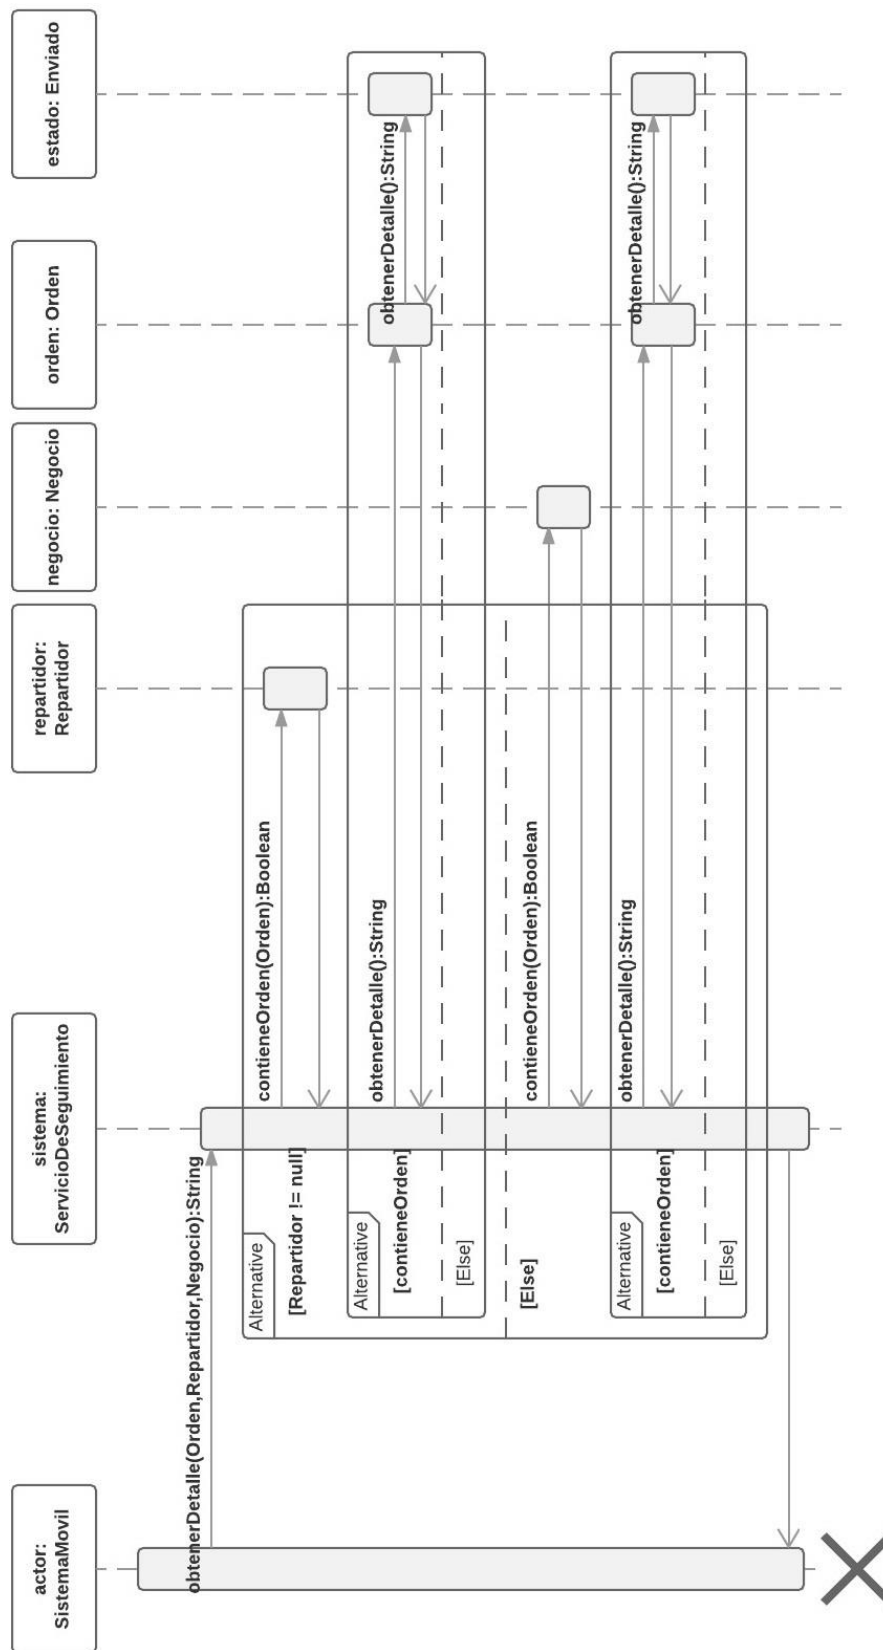 actor:
SistemaMovil
sistema:
ServicioDeSeguimiento
repartidor:
Repartidor
negocio: Negocio
orden: Orden
estado: Enviado
obtenerDetalle(Orden,Repartidor,Negocio):String
Alternative
[Repartidor != null]
contieneOrden(Orden):Boolean
Alternative
[contieneOrden]
obtenerDetalle():String
obtenerDetalle():String
[Else]
[Else]
contieneOrden(Orden):Boolean
Alternative
[contieneOrden]
obtenerDetalle():String
obtenerDetalle():String
[Else]